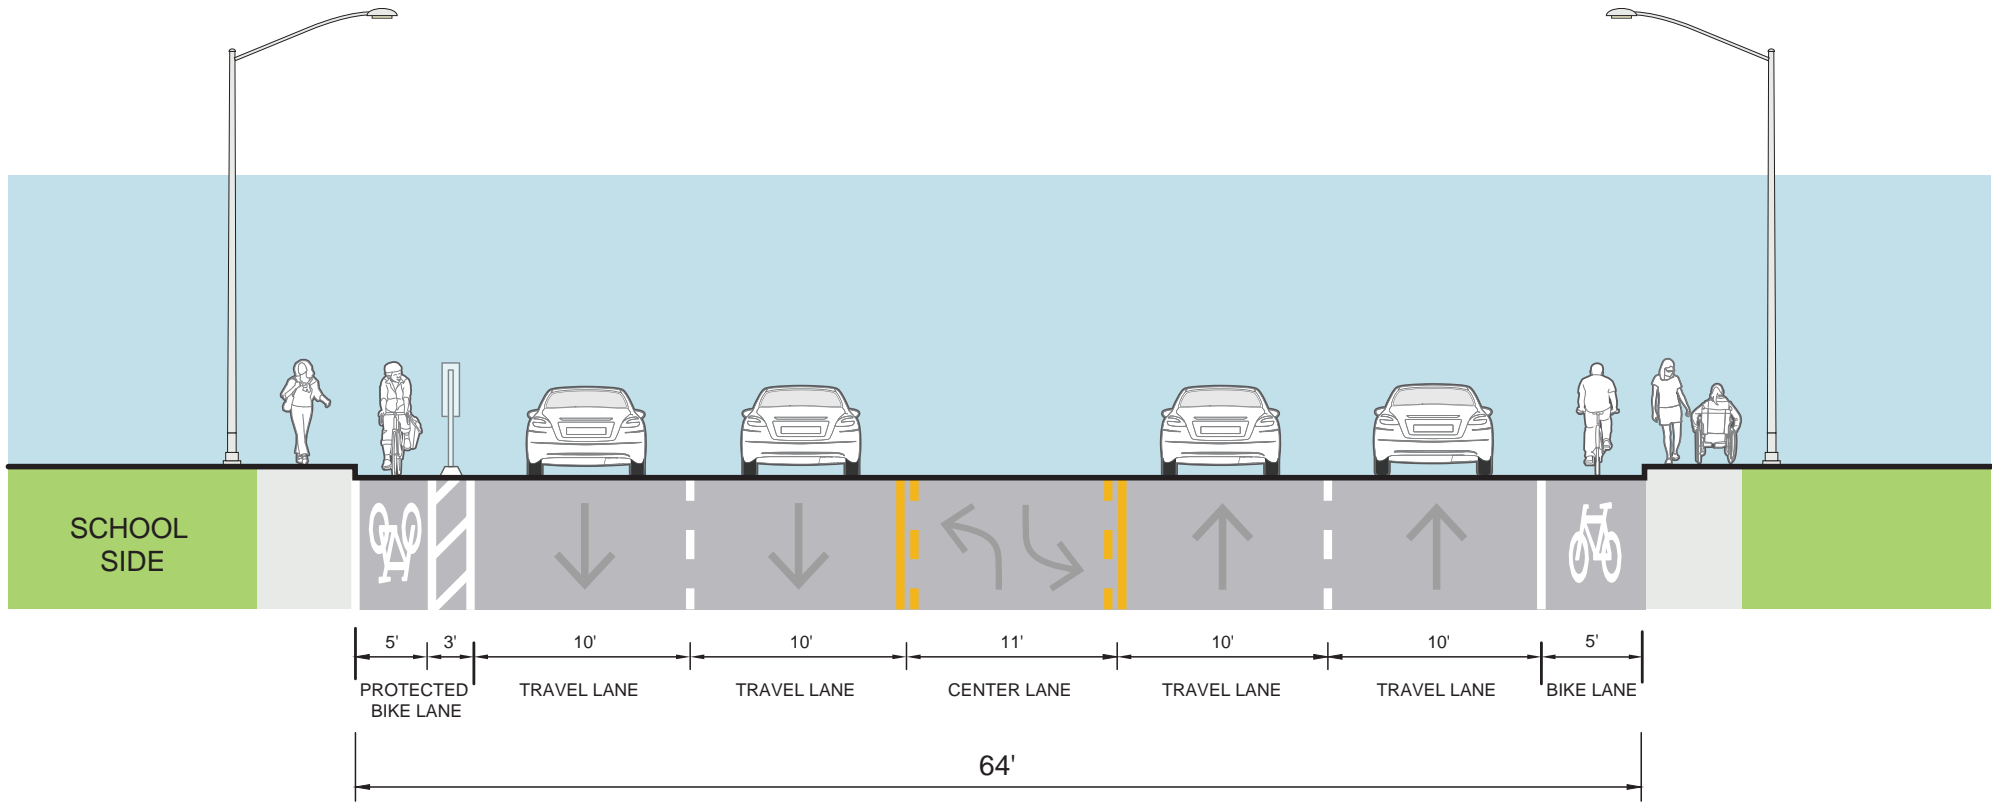 SCHOOL
SIDE
5'
3'
10'
10'
11'
10'
10'
5'
PROTECTED
BIKE LANE
TRAVEL LANE
TRAVEL LANE
CENTER LANE
TRAVEL LANE
TRAVEL LANE
BIKE LANE
64'